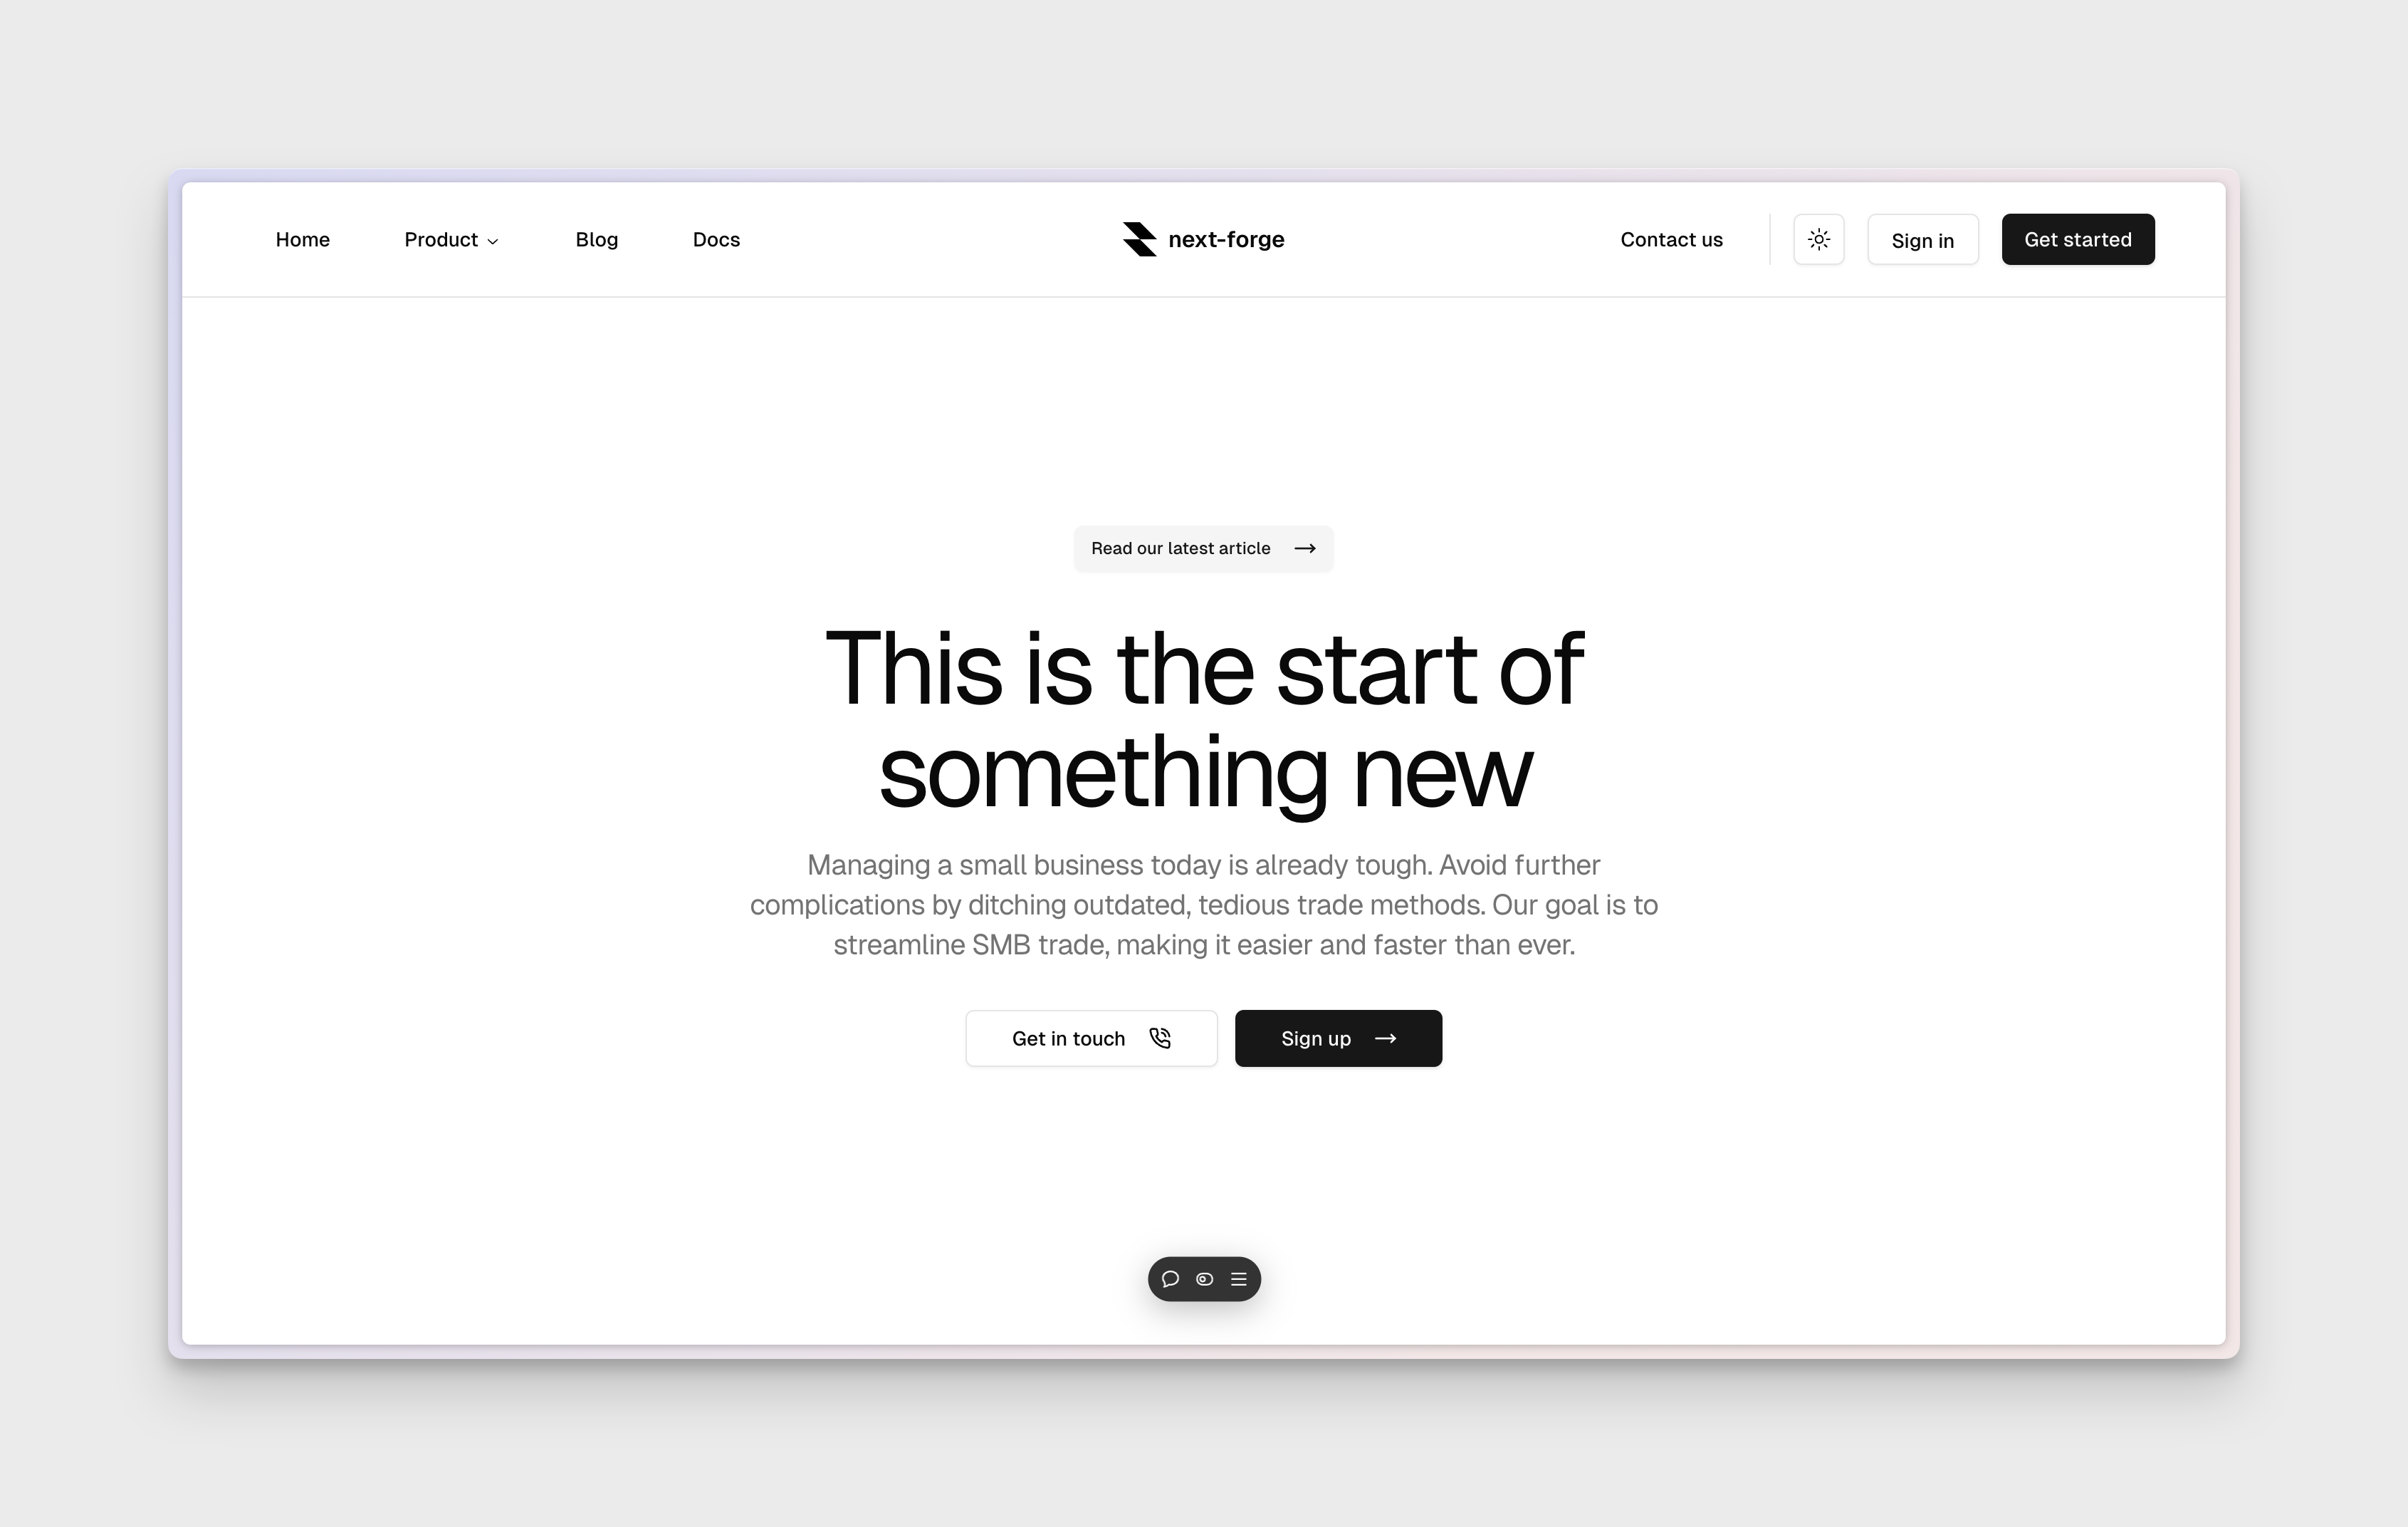 Home
Product
Blog
Docs
next-forge
Contact us
Sign in
Get started
Read our latest article
This is the start of
something new
Managing a small business today is already tough. Avoid further
complications by ditching outdated, tedious trade methods. Our goal is to
streamline SMB trade, making it easier and faster than ever.
Get in touch
Sign up